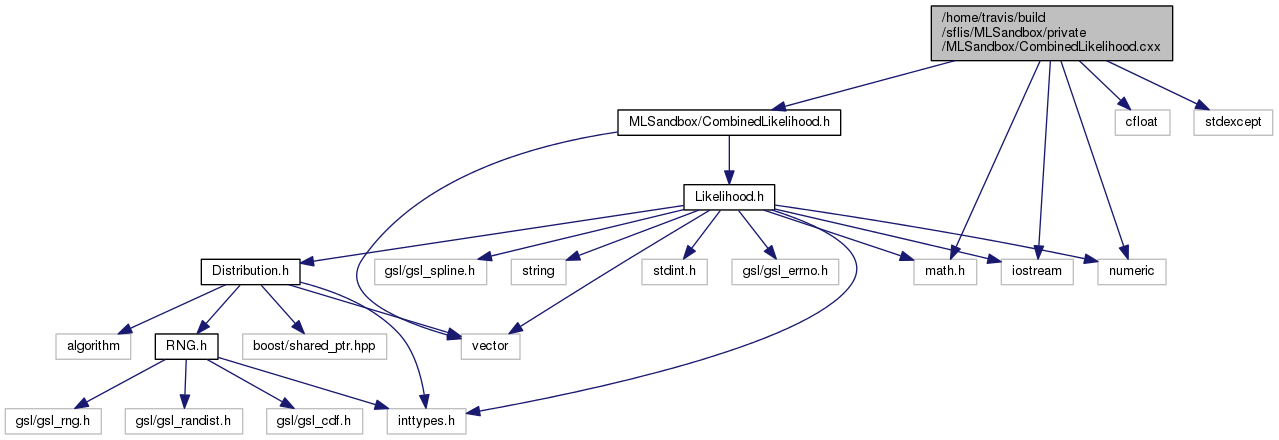 /home/travis/build
/sflis/MLSandbox/private
/MLSandbox/CombinedLikelihood.cxx
MLSandbox/CombinedLikelihood.h
cfloat
stdexcept
Likelihood.h
Distribution.h
gsl/gsl_spline.h
string
stdint.h
gsl/gsl_errno.h
math.h
iostream
numeric
algorithm
RNG.h
boost/shared_ptr.hpp
vector
gsl/gsl_rng.h
gsl/gsl_randist.h
gsl/gsl_cdf.h
inttypes.h